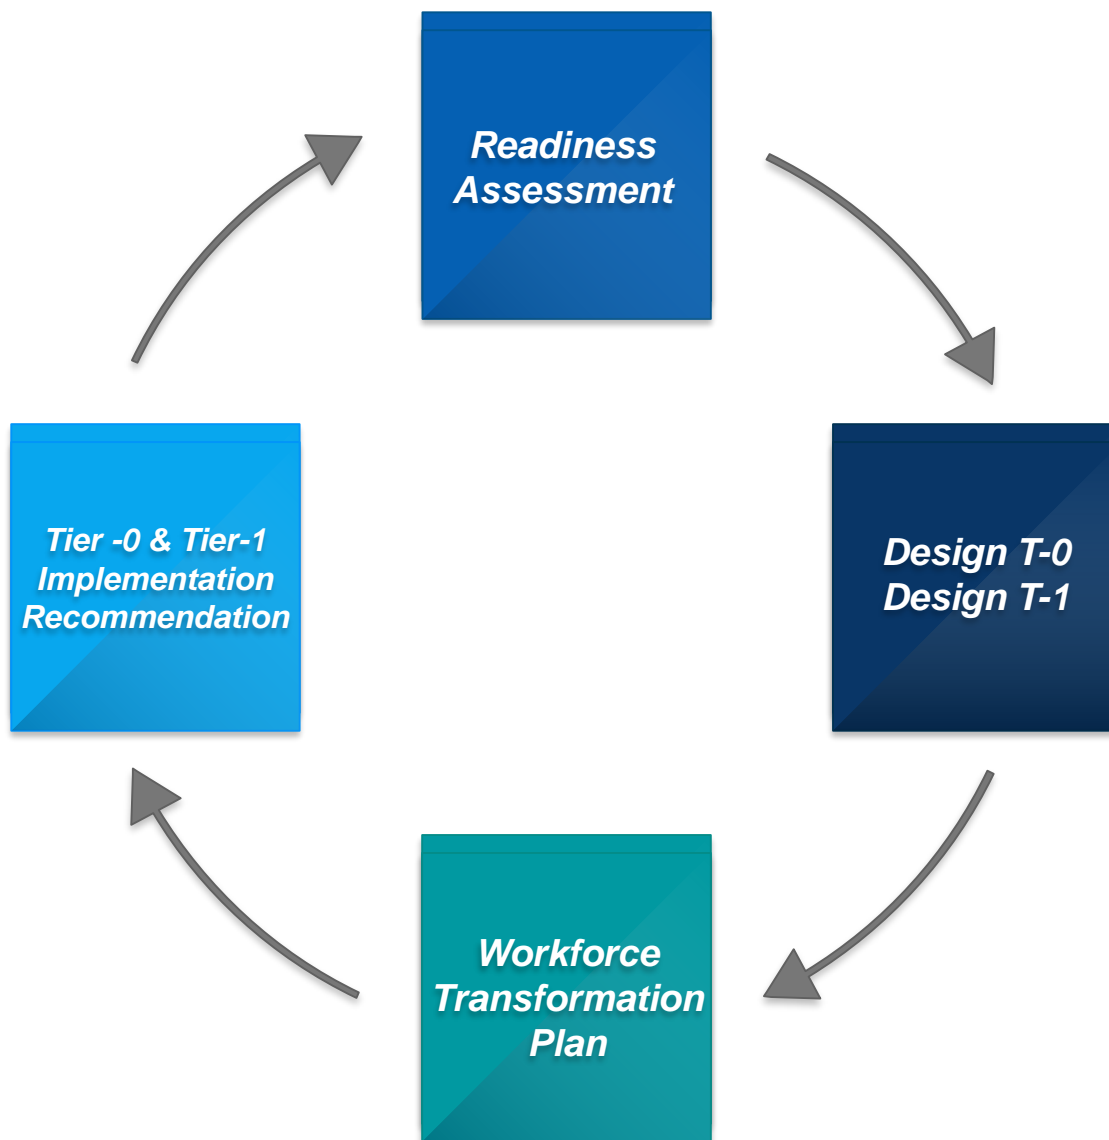 Readiness
Assessment
Design T-0
Design T-1
Workforce
Transformation
Plan
Tier -0 & Tier-1
Implementation
Recommendation